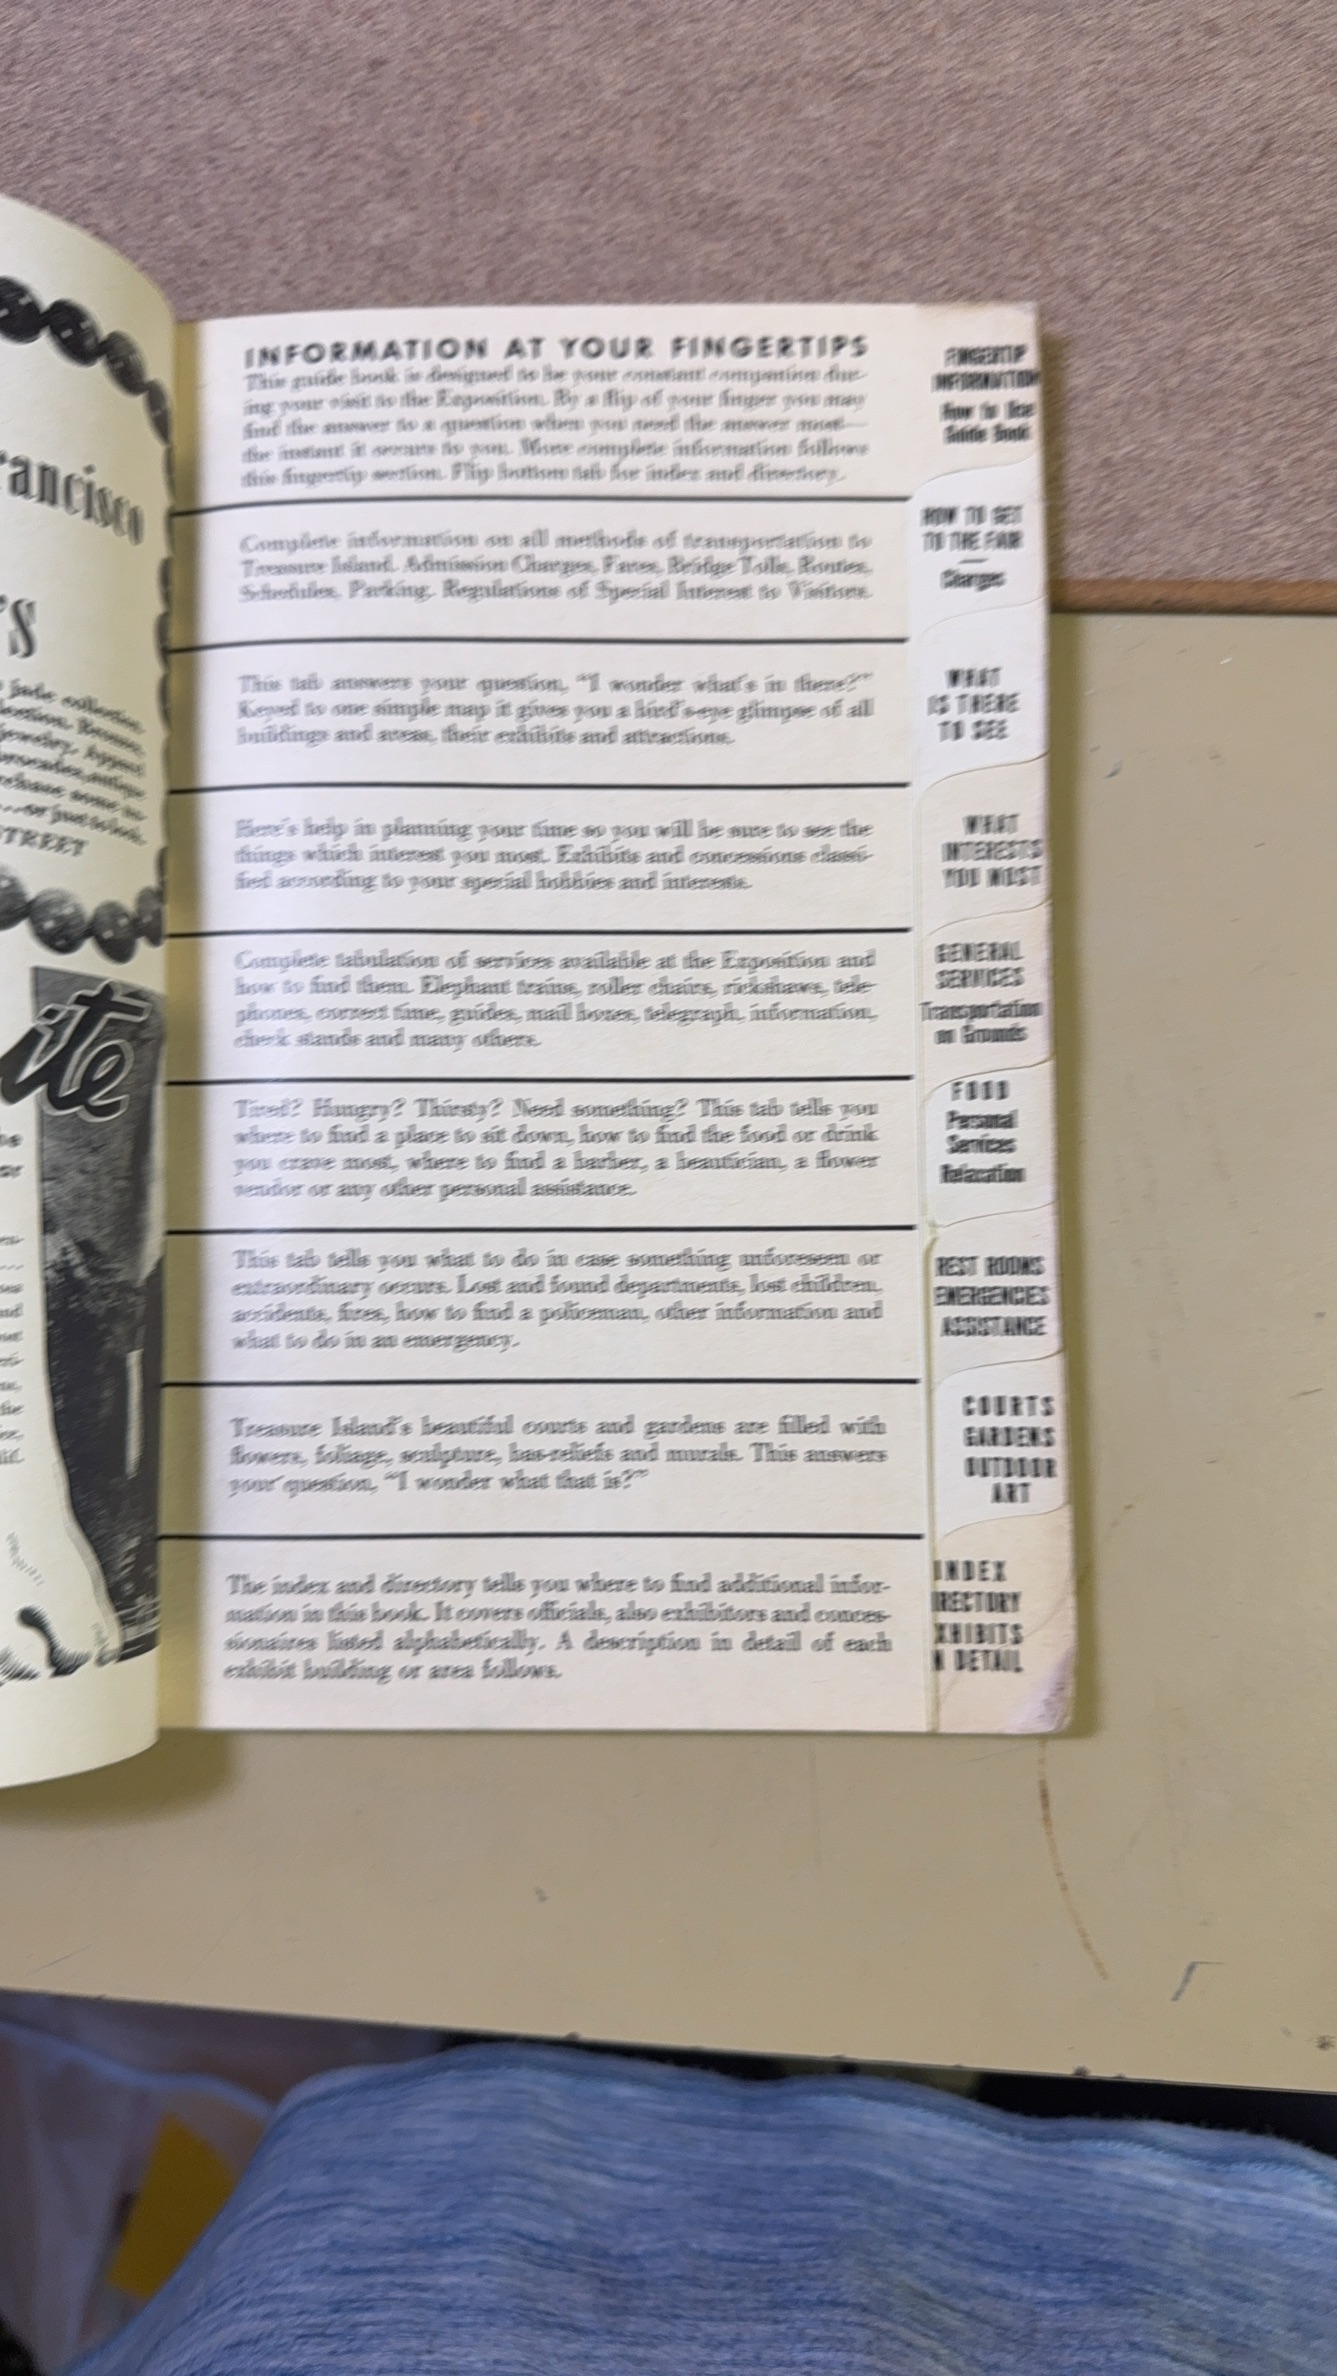 rancisco
'S
jade collection,
STREET
ite
INFORMATION AT YOUR FINGERTIPS
This guide book is designed to be your constant companion dur-
ing your visit to the Exposition. By a flip of your finger you may
find the answer to a question when you need the answer most—
the instant it occurs to you. More complete information follows
this fingertip section. Flip bottom tab for index and directory.
FINGERTIP
INFORMATION
How to Use
Guide Book
Complete information on all methods of transportation to
Treasure Island. Admission Charges, Fares, Bridge Tolls, Routes,
Schedules, Parking, Regulations of Special Interest to Visitors.
HOW TO GET
TO THE FAIR
—
Charges
This tab answers your question, "I wonder what's in there?"
Keyed to one simple map it gives you a bird's-eye glimpse of all
buildings and areas, their exhibits and attractions.
WHAT
IS THERE
TO SEE
Here's help in planning your time so you will be sure to see the
things which interest you most. Exhibits and concessions classi-
fied according to your special hobbies and interests.
WHAT
INTERESTS
YOU MOST
Complete tabulation of services available at the Exposition and
how to find them. Elephant trains, roller chairs, rickshaws, tele-
phones, correct time, guides, mail boxes, telegraph, information,
check stands and many others.
GENERAL
SERVICES
Transportation
on Grounds
Tired? Hungry? Thirsty? Need something? This tab tells you
where to find a place to sit down, how to find the food or drink
you crave most, where to find a barber, a beautician, a flower
vendor or any other personal assistance.
FOOD
Personal
Services
Relaxation
This tab tells you what to do in case something unforeseen or
extraordinary occurs. Lost and found departments, lost children,
accidents, fires, how to find a policeman, other information and
what to do in an emergency.
REST ROOMS
EMERGENCIES
ASSISTANCE
Treasure Island's beautiful courts and gardens are filled with
flowers, foliage, sculpture, bas-reliefs and murals. This answers
your question, "I wonder what that is?"
COURTS
GARDENS
OUTDOOR
ART
The index and directory tells you where to find additional infor-
mation in this book. It covers officials, also exhibitors and conces-
sionaires listed alphabetically. A description in detail of each
exhibit building or area follows.
INDEX
IRECTORY
XHIBITS
N DETAIL